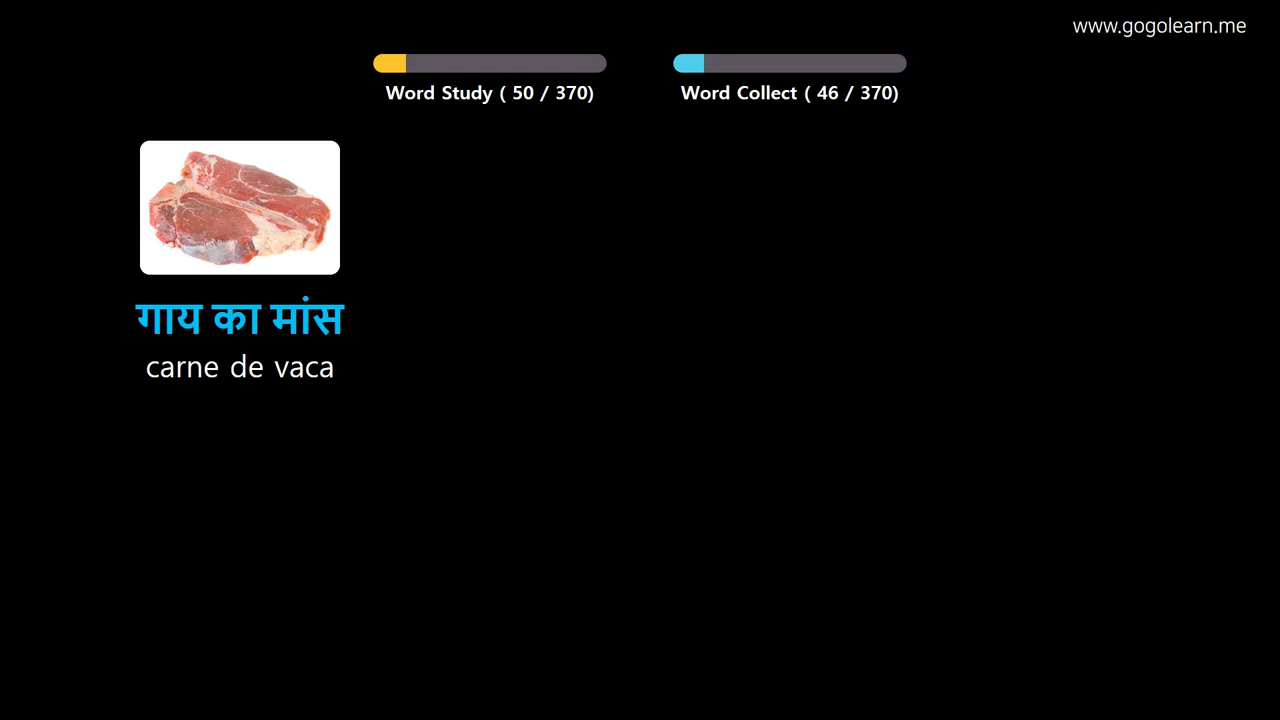 www.gogolearn.me
Word Study ( 50 / 370)
Word Collect ( 46 / 370)
गाय का मांस
carne de vaca